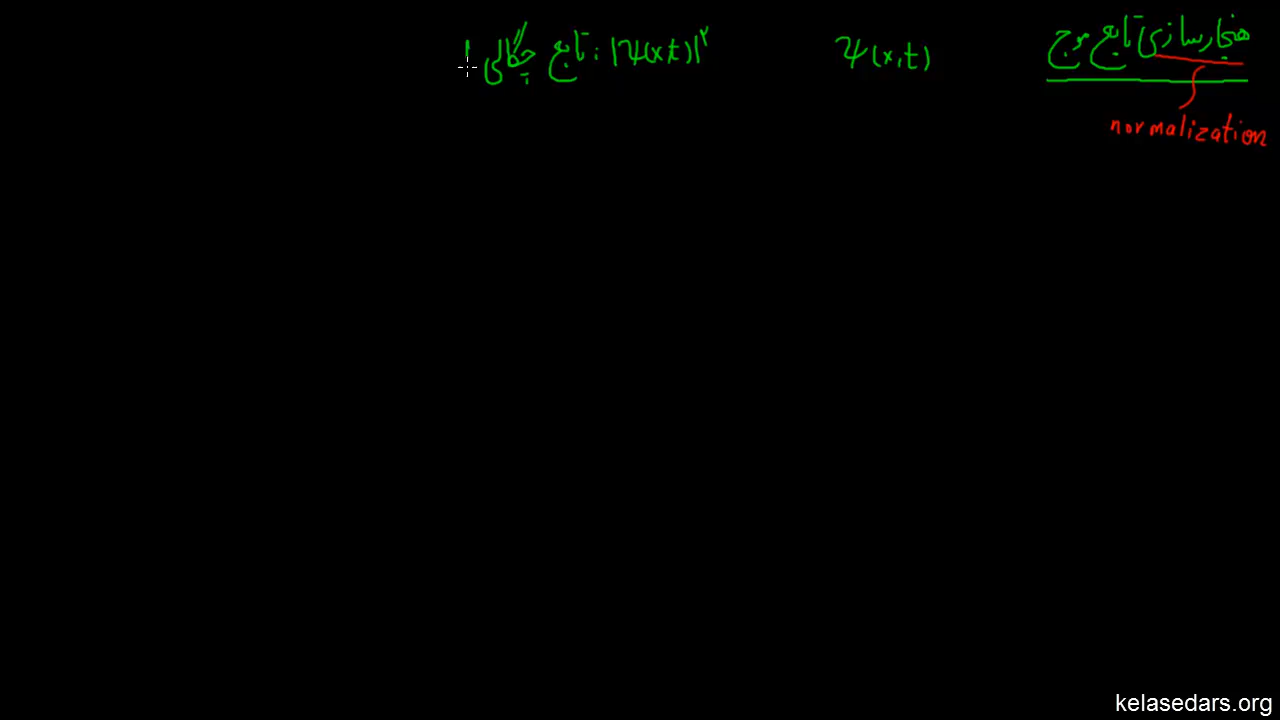 هنجارسازی تابع موج
ψ(x,t)
|ψ(x,t)|² : تابع چگالی ا
normalization
kelasedars.org